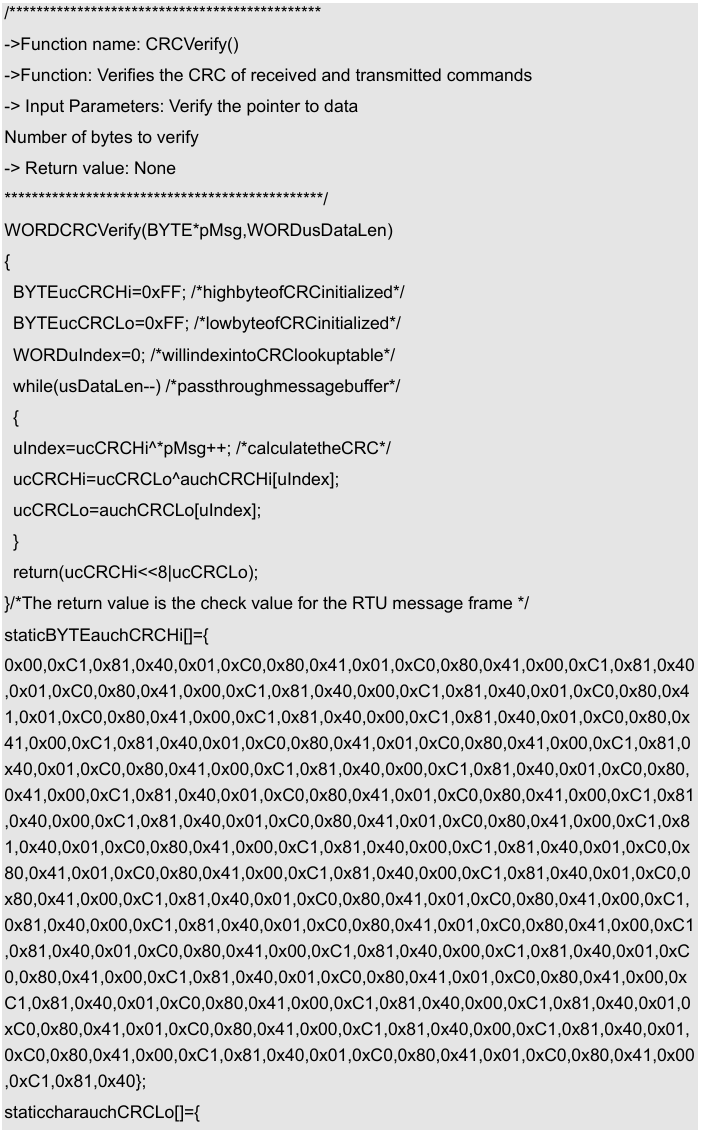 /**********************************************
->Function name: CRCVerify()
->Function: Verifies the CRC of received and transmitted commands
-> Input Parameters: Verify the pointer to data
Number of bytes to verify
-> Return value: None
***********************************************/
WORDCRCVerify(BYTE*pMsg,WORDusDataLen)
{
BYTEucCRCHi=0xFF; /*highbyteofCRCinitialized*/
BYTEucCRCLo=0xFF; /*lowbyteofCRCinitialized*/
WORDuIndex=0; /*willindexintoCRClookuptable*/
while(usDataLen--) /*passthroughmessagebuffer*/
{
uIndex=ucCRCHi^*pMsg++; /*calculatetheCRC*/
ucCRCHi=ucCRCLo^auchCRCHi[uIndex];
ucCRCLo=auchCRCLo[uIndex];
}
return(ucCRCHi<<8|ucCRCLo);
}/*The return value is the check value for the RTU message frame */
staticBYTEauchCRCHi[]={
0x00,0xC1,0x81,0x40,0x01,0xC0,0x80,0x41,0x01,0xC0,0x80,0x41,0x00,0xC1,0x81,0x40
,0x01,0xC0,0x80,0x41,0x00,0xC1,0x81,0x40,0x00,0xC1,0x81,0x40,0x01,0xC0,0x80,0x4
1,0x01,0xC0,0x80,0x41,0x00,0xC1,0x81,0x40,0x00,0xC1,0x81,0x40,0x01,0xC0,0x80,0x
41,0x00,0xC1,0x81,0x40,0x01,0xC0,0x80,0x41,0x01,0xC0,0x80,0x41,0x00,0xC1,0x81,0
x40,0x01,0xC0,0x80,0x41,0x00,0xC1,0x81,0x40,0x00,0xC1,0x81,0x40,0x01,0xC0,0x80,
0x41,0x00,0xC1,0x81,0x40,0x01,0xC0,0x80,0x41,0x01,0xC0,0x80,0x41,0x00,0xC1,0x81
,0x40,0x00,0xC1,0x81,0x40,0x01,0xC0,0x80,0x41,0x01,0xC0,0x80,0x41,0x00,0xC1,0x8
1,0x40,0x01,0xC0,0x80,0x41,0x00,0xC1,0x81,0x40,0x00,0xC1,0x81,0x40,0x01,0xC0,0x
80,0x41,0x01,0xC0,0x80,0x41,0x00,0xC1,0x81,0x40,0x00,0xC1,0x81,0x40,0x01,0xC0,0
x80,0x41,0x00,0xC1,0x81,0x40,0x01,0xC0,0x80,0x41,0x01,0xC0,0x80,0x41,0x00,0xC1,
0x81,0x40,0x00,0xC1,0x81,0x40,0x01,0xC0,0x80,0x41,0x01,0xC0,0x80,0x41,0x00,0xC1
,0x81,0x40,0x01,0xC0,0x80,0x41,0x00,0xC1,0x81,0x40,0x00,0xC1,0x81,0x40,0x01,0xC
0,0x80,0x41,0x00,0xC1,0x81,0x40,0x01,0xC0,0x80,0x41,0x01,0xC0,0x80,0x41,0x00,0x
C1,0x81,0x40,0x01,0xC0,0x80,0x41,0x00,0xC1,0x81,0x40,0x00,0xC1,0x81,0x40,0x01,0
xC0,0x80,0x41,0x01,0xC0,0x80,0x41,0x00,0xC1,0x81,0x40,0x00,0xC1,0x81,0x40,0x01,
0xC0,0x80,0x41,0x00,0xC1,0x81,0x40,0x01,0xC0,0x80,0x41,0x01,0xC0,0x80,0x41,0x00
,0xC1,0x81,0x40};
staticcharauchCRCLo[]={